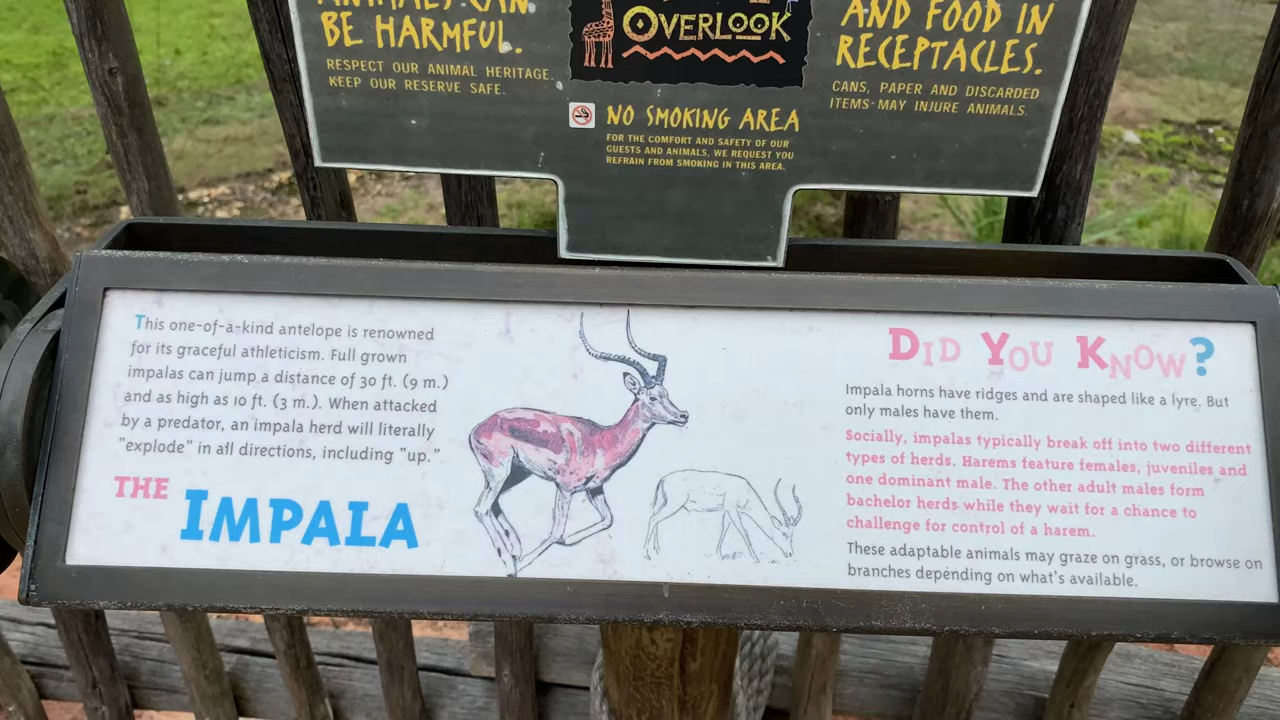 BE HARMFUL.
RESPECT OUR ANIMAL HERITAGE.
KEEP OUR RESERVE SAFE.
OVERLOOK
NO SMOKING AREA
FOR THE COMFORT AND SAFETY OF OUR
GUESTS AND ANIMALS, WE REQUEST YOU
REFRAIN FROM SMOKING IN THIS AREA.
AND FOOD IN
RECEPTACLES.
CANS, PAPER AND DISCARDED
ITEMS MAY INJURE ANIMALS.
This one-of-a-kind antelope is renowned
for its graceful athleticism. Full grown
impalas can jump a distance of 30 ft. (9 m.)
and as high as 10 ft. (3 m.). When attacked
by a predator, an impala herd will literally
"explode" in all directions, including "up."
THE
IMPALA
DID YOU KNOW?
Impala horns have ridges and are shaped like a lyre. But
only males have them.
Socially, impalas typically break off into two different
types of herds. Harems feature females, juveniles and
one dominant male. The other adult males form
bachelor herds while they wait for a chance to
challenge for control of a harem.
These adaptable animals may graze on grass, or browse on
branches depending on what's available.